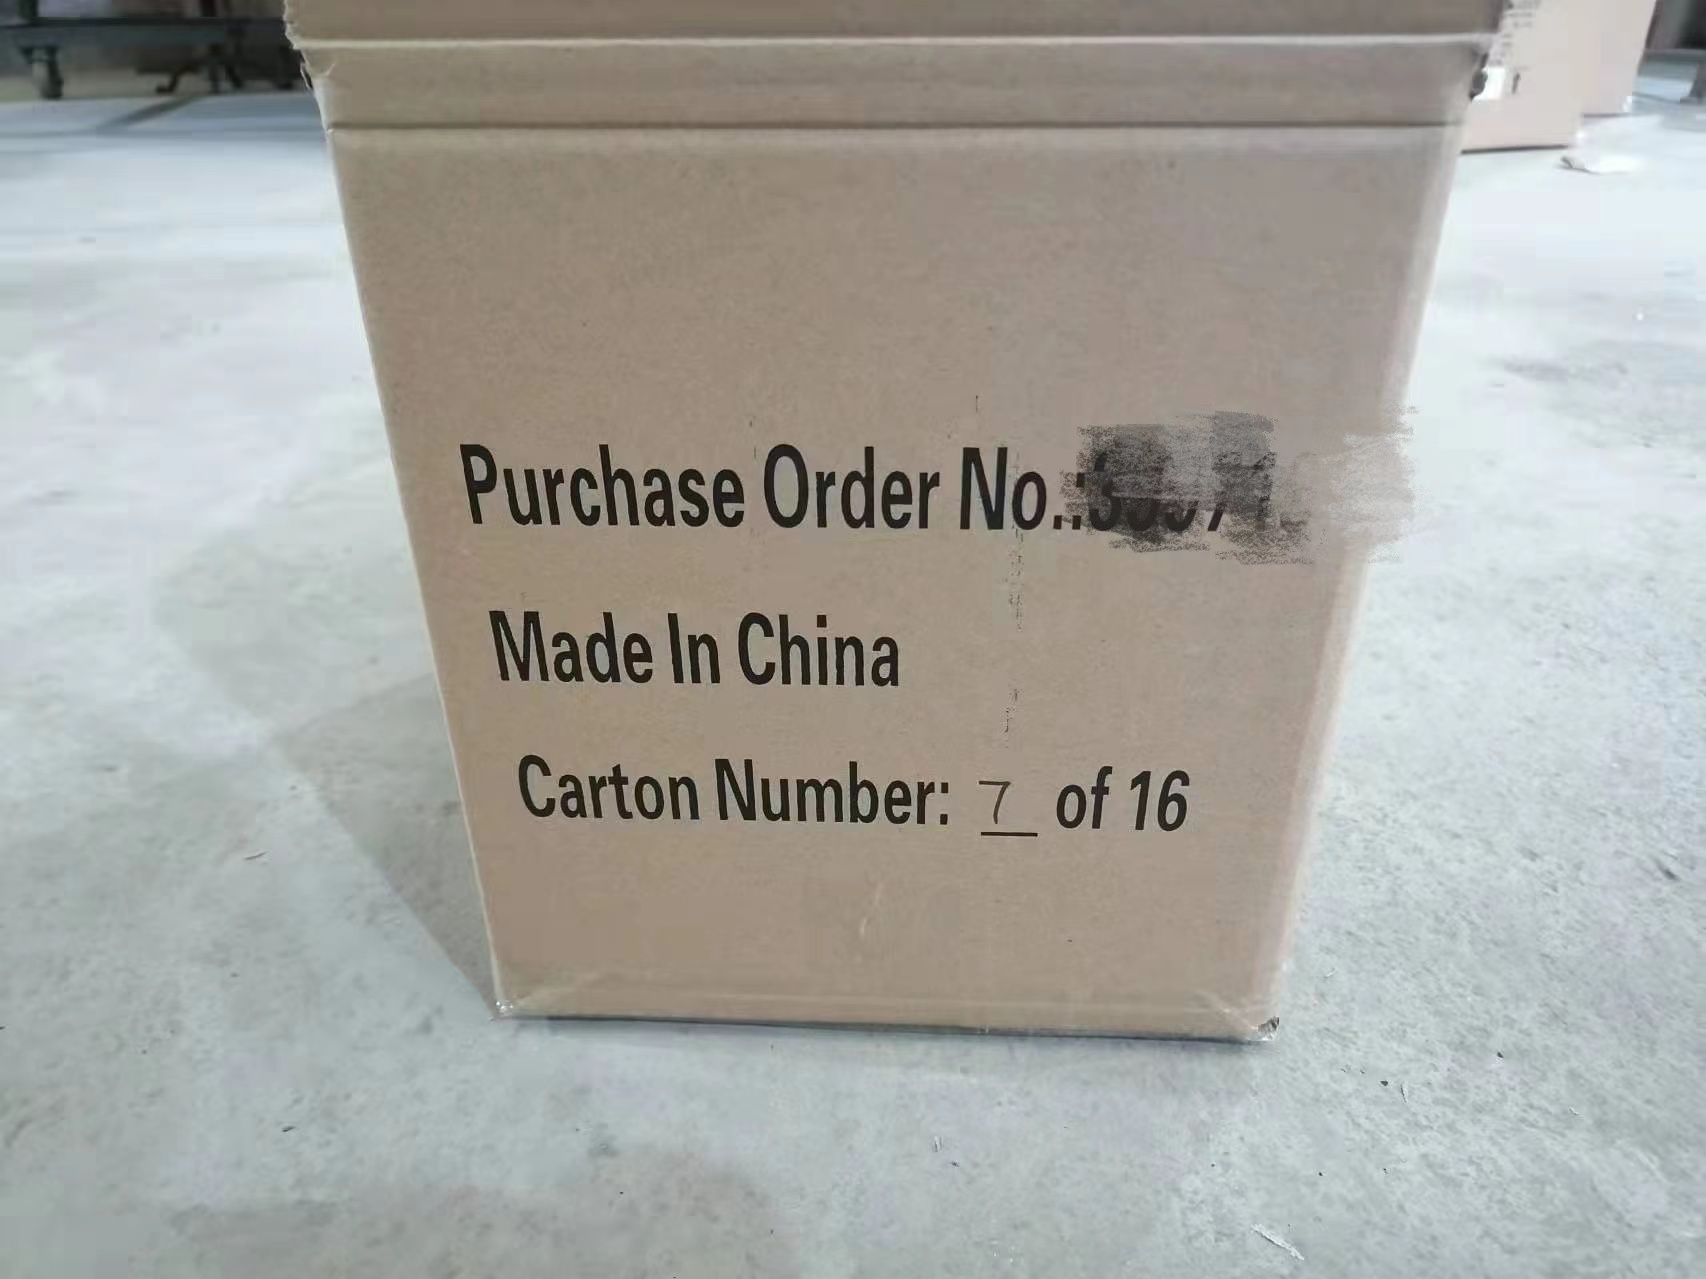 Purchase Order No.:
Made In China
Carton Number: 7 of 16